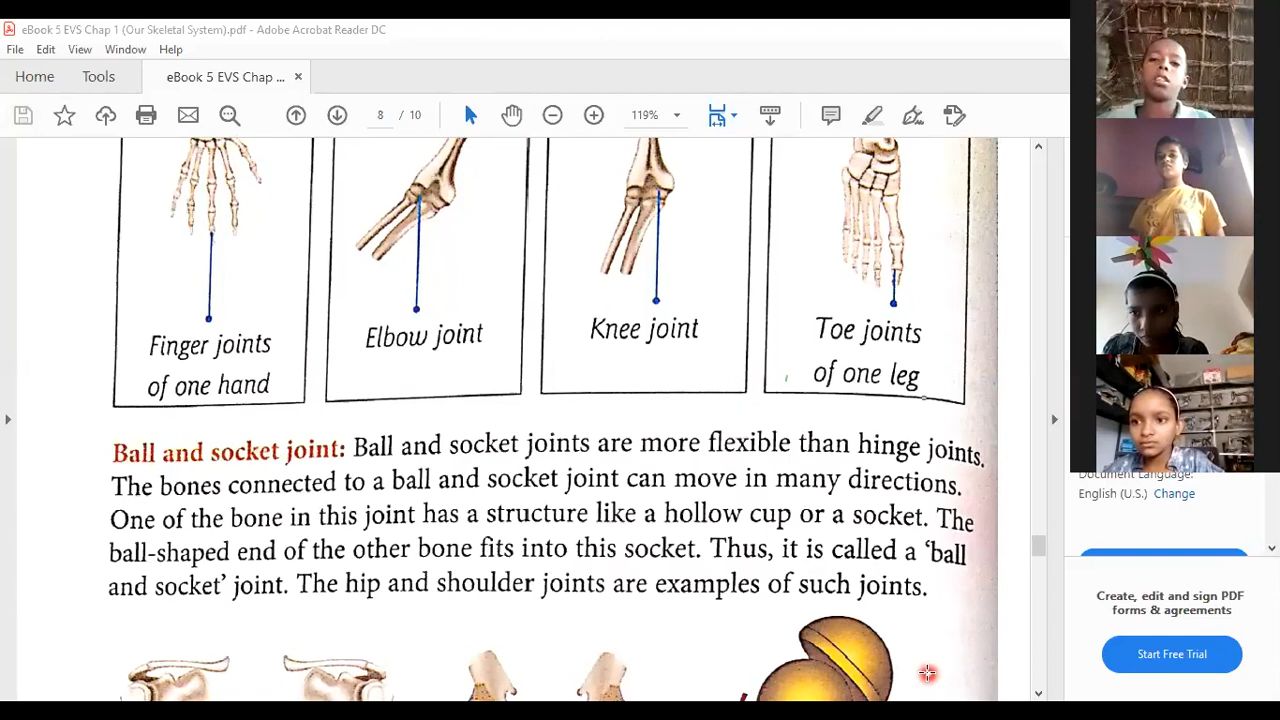 eBook 5 EVS Chap 1 (Our Skeletal System).pdf - Adobe Acrobat Reader DC
File Edit View Window Help
Home Tools eBook 5 EVS Chap ... ×
8 / 10 119%
Finger joints
of one hand
Elbow joint
Knee joint
Toe joints
of one leg
Ball and socket joint: Ball and socket joints are more flexible than hinge joints.
The bones connected to a ball and socket joint can move in many directions.
One of the bone in this joint has a structure like a hollow cup or a socket. The
ball-shaped end of the other bone fits into this socket. Thus, it is called a ‘ball
and socket’ joint. The hip and shoulder joints are examples of such joints.
Document Language:
English (U.S.) Change
Create, edit and sign PDF
forms & agreements
Start Free Trial